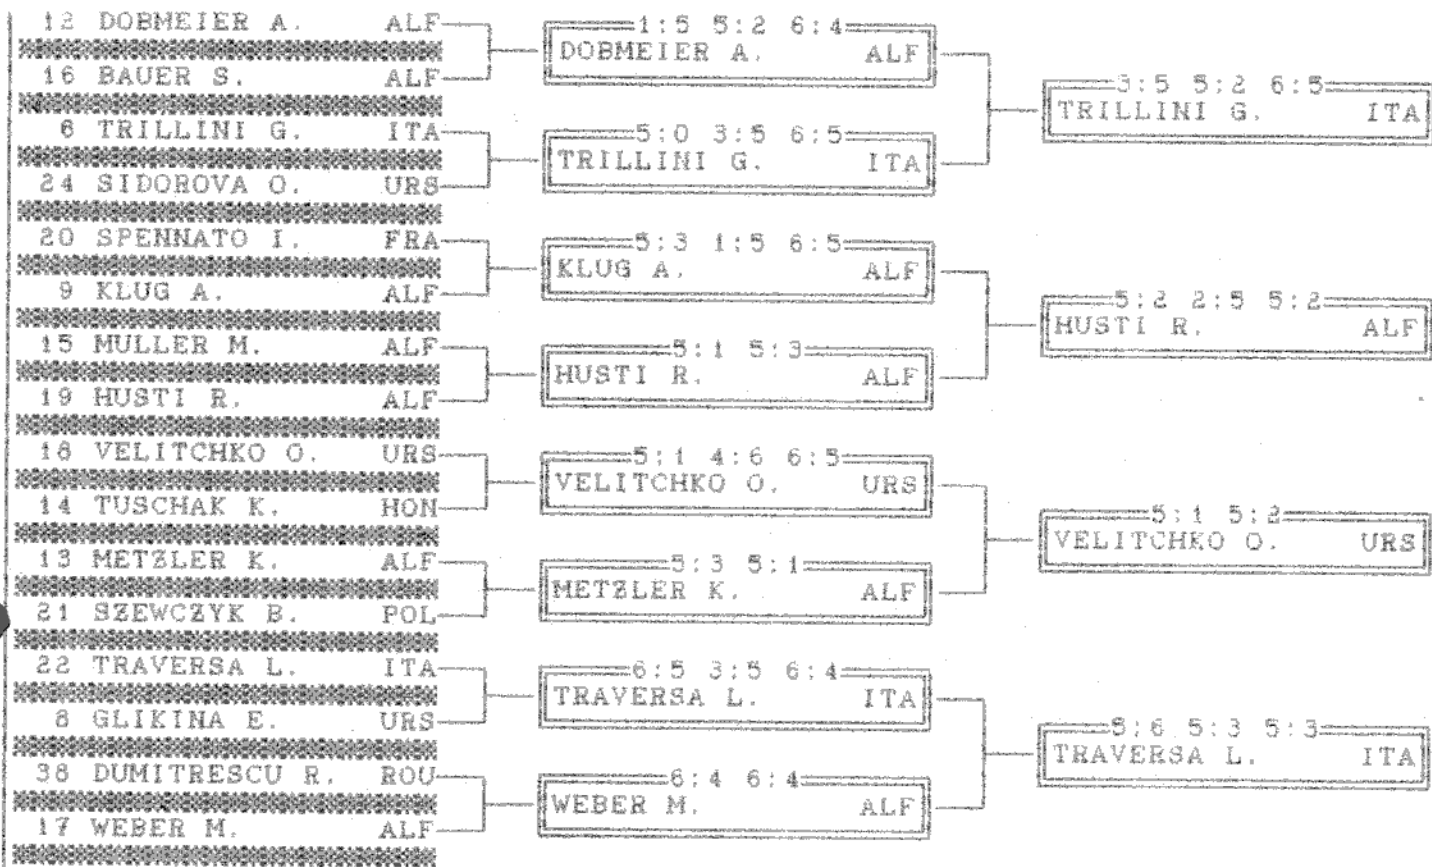 12 DOBMEIER A. ALF
16 BAUER S. ALF
6 TRILLINI G. ITA
24 SIDOROVA O. URS
20 SPENNATO I. FRA
9 KLUG A. ALF
15 MULLER M. ALF
19 HUSTI R. ALF
18 VELITCHKO O. URS
14 TUSCHAK K. HON
13 METZLER K. ALF
21 SZEWCZYK B. POL
22 TRAVERSA L. ITA
8 GLIKINA E. URS
38 DUMITRESCU R. ROU
17 WEBER M. ALF
1:5 5:2 6:4
DOBMEIER A. ALF
5:0 3:5 6:5
TRILLINI G. ITA
5:3 1:5 6:5
KLUG A. ALF
5:1 5:3
HUSTI R. ALF
5:1 4:6 6:5
VELITCHKO O. URS
5:3 5:1
METZLER K. ALF
6:5 3:5 6:4
TRAVERSA L. ITA
6:4 6:4
WEBER M. ALF
3:5 5:2 6:5
TRILLINI G. ITA
5:2 2:5 5:2
HUSTI R. ALF
5:1 5:2
VELITCHKO O. URS
5:6 5:3 5:3
TRAVERSA L. ITA